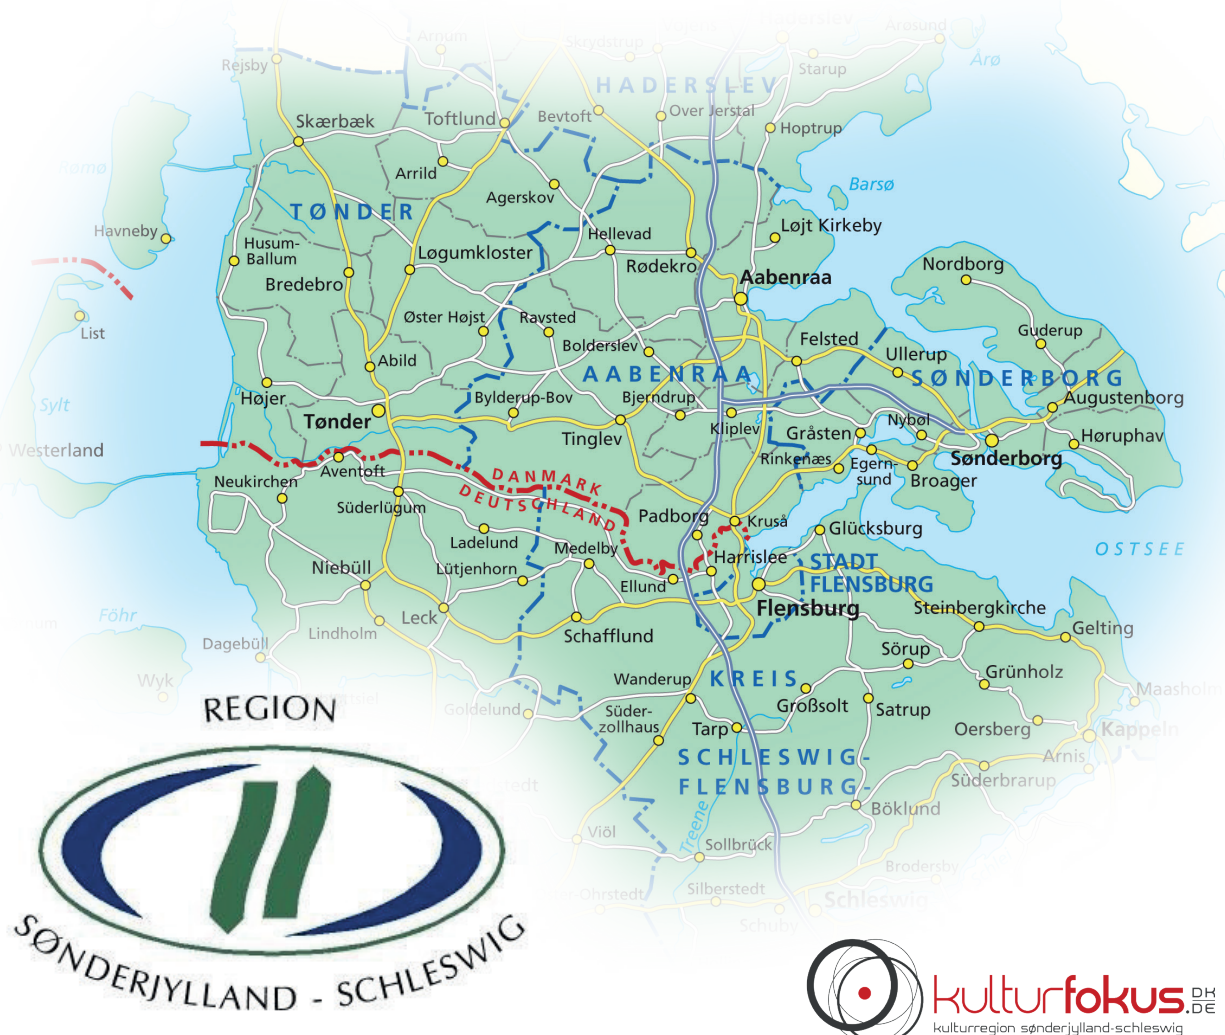 Haderslev
Arøsund
Arnum
Skrydstrup
Årø
Rejsby
Starup
HADERSLEV
Over Jerstal
Bevtoft
Toftlund
Skærbæk
Hoptrup
Rømø
Arrild
Agerskov
Barsø
TØNDER
Havneby
Husum-
Ballum
Løgumkloster
Hellevad
Løjt Kirkeby
Rødekro
Nordborg
Bredebro
Aabenraa
List
Øster Højst
Ravsted
Guderup
Bolderslev
Felsted
Ullerup
Abild
AABENRAA
SØNDERBORG
Højer
Sylt
Bylderup-Bov
Bjerndrup
Augustenborg
Tønder
Tinglev
Kliplev
Gråsten
Nybøl
Høruphav
Westerland
Rinkenæs
Egern-
sund
Sønderborg
Aventoft
Broager
Neukirchen
DANMARK
DEUTSCHLAND
Süderlügum
Padborg
Kruså
Glücksburg
Ladelund
Medelby
OSTSEE
Niebüll
Lütjenhorn
Harrislee
STADT
FLENSBURG
Ellund
Flensburg
Steinbergkirche
Föhr
Leck
Lindholm
Schafflund
Gelting
Dagebüll
Sörup
Wyk
Wanderup
KREIS
Grünholz
Maasholm
Goldelund
Süder-
zollhaus
Großsolt
Satrup
Tarp
Oersberg
Kappeln
SCHLESWIG-
FLENSBURG-
Arnis
Süderbrarup
Treene
Böklund
Viöl
Sollbrück
Brodersby
Silberstedt
Schleswig
Schuby
REGION
SØNDERJYLLAND - SCHLESWIG
kulturfokus.DK
.DE
kulturregion sønderjylland-schleswig